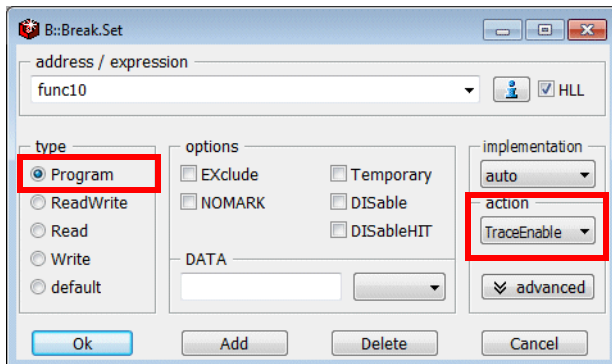 B::Break.Set
address / expression
func10
HLL
type
options
implementation
Program
EXclude
Temporary
auto
ReadWrite
NOMARK
DISable
action
Read
DISableHIT
TraceEnable
Write
DATA
default
advanced
Ok
Add
Delete
Cancel